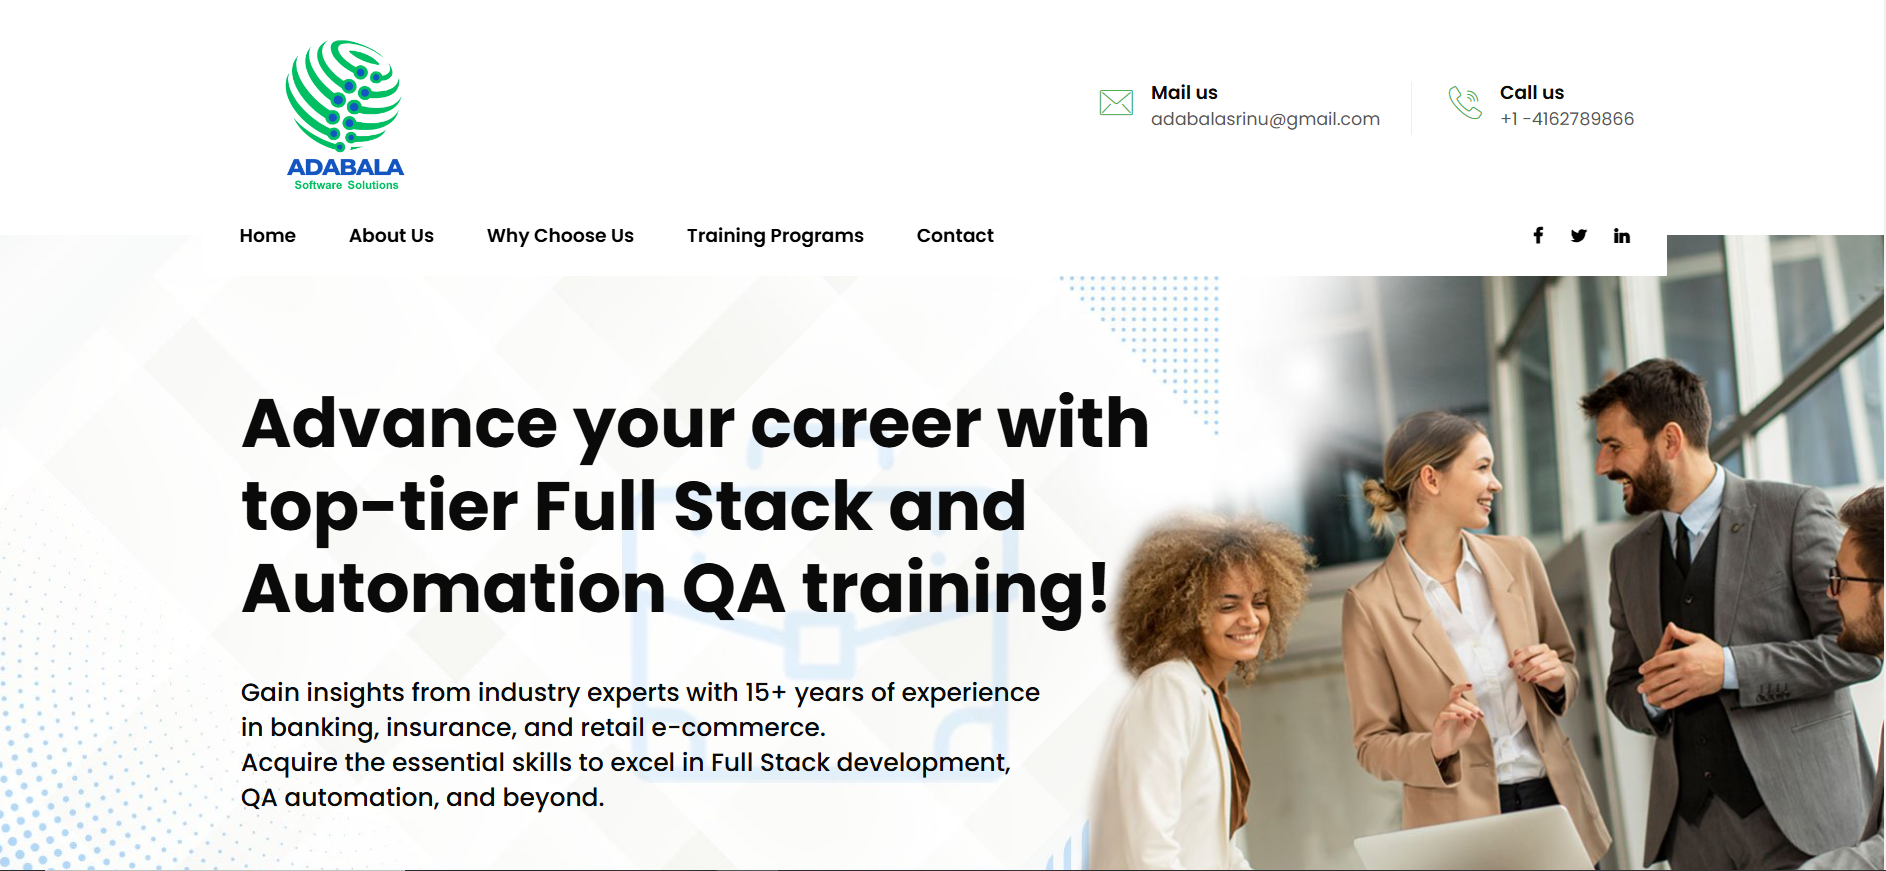 ADABALA
Software Solutions
Mail us
adabalasrinu@gmail.com
Call us
+1 -4162789866
Home
About Us
Why Choose Us
Training Programs
Contact
Advance your career with
top-tier Full Stack and
Automation QA training!
Gain insights from industry experts with 15+ years of experience
in banking, insurance, and retail e-commerce.
Acquire the essential skills to excel in Full Stack development,
QA automation, and beyond.